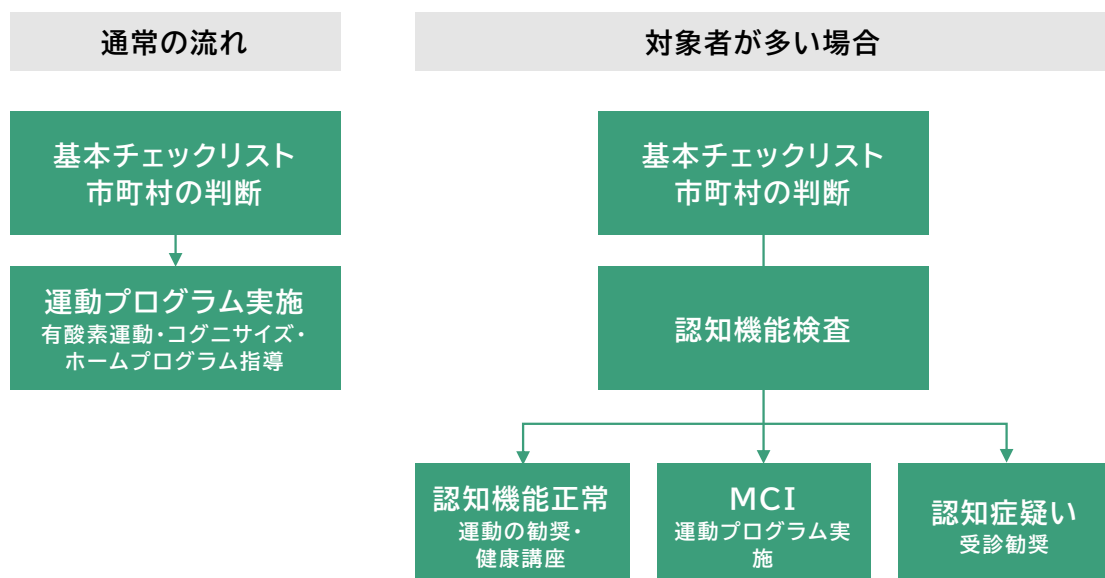 通常の流れ
基本チェックリスト
市町村の判断
運動プログラム実施
有酸素運動・コグニサイズ・
ホームプログラム指導
対象者が多い場合
基本チェックリスト
市町村の判断
認知機能検査
認知機能正常
運動の勧奨・
健康講座
MCI
運動プログラム実
施
認知症疑い
受診勧奨